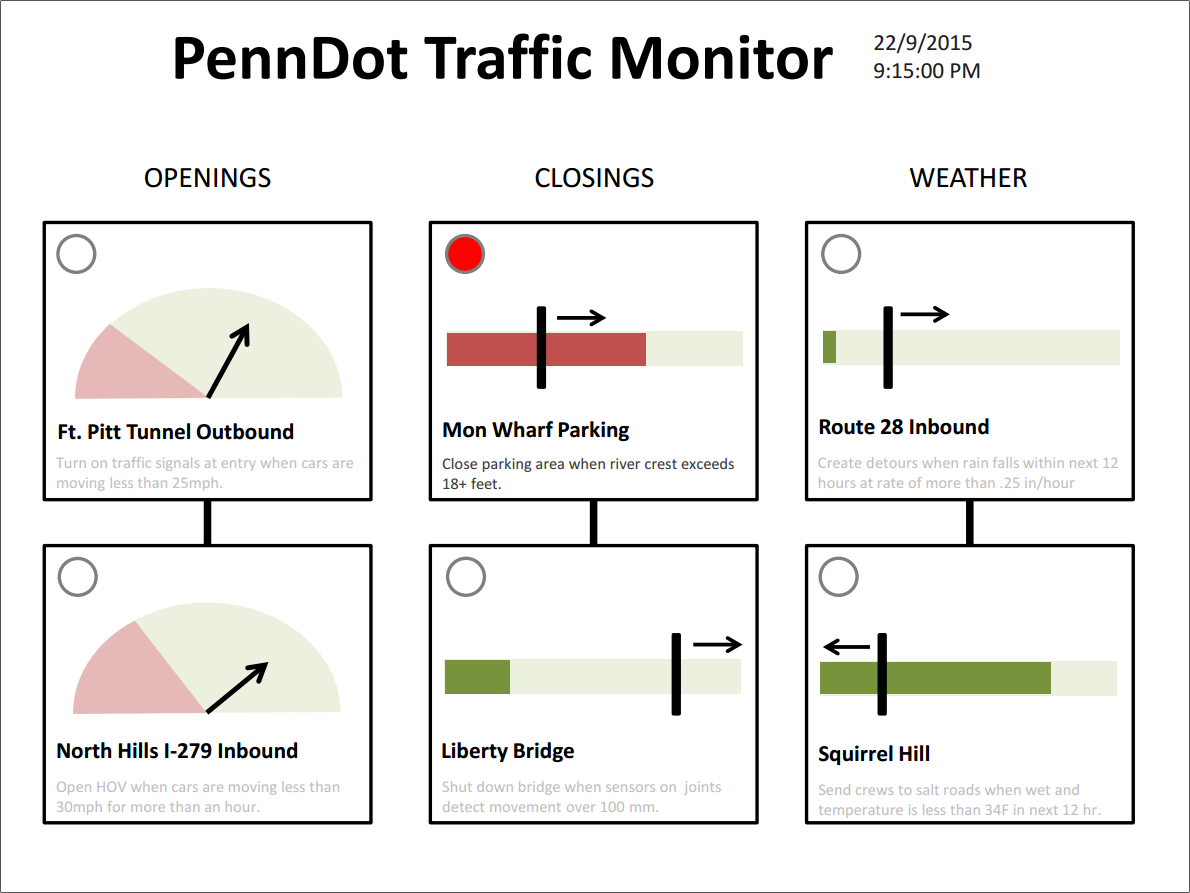 PennDot Traffic Monitor
22/9/2015
9:15:00 PM
OPENINGS
CLOSINGS
WEATHER
Ft. Pitt Tunnel Outbound
Turn on traffic signals at entry when cars are
moving less than 25mph.
Mon Wharf Parking
Close parking area when river crest exceeds
18+ feet.
Route 28 Inbound
Create detours when rain falls within next 12
hours at rate of more than .25 in/hour
North Hills I-279 Inbound
Open HOV when cars are moving less than
30mph for more than an hour.
Liberty Bridge
Shut down bridge when sensors on  joints
detect movement over 100 mm.
Squirrel Hill
Send crews to salt roads when wet and
temperature is less than 34F in next 12 hr.